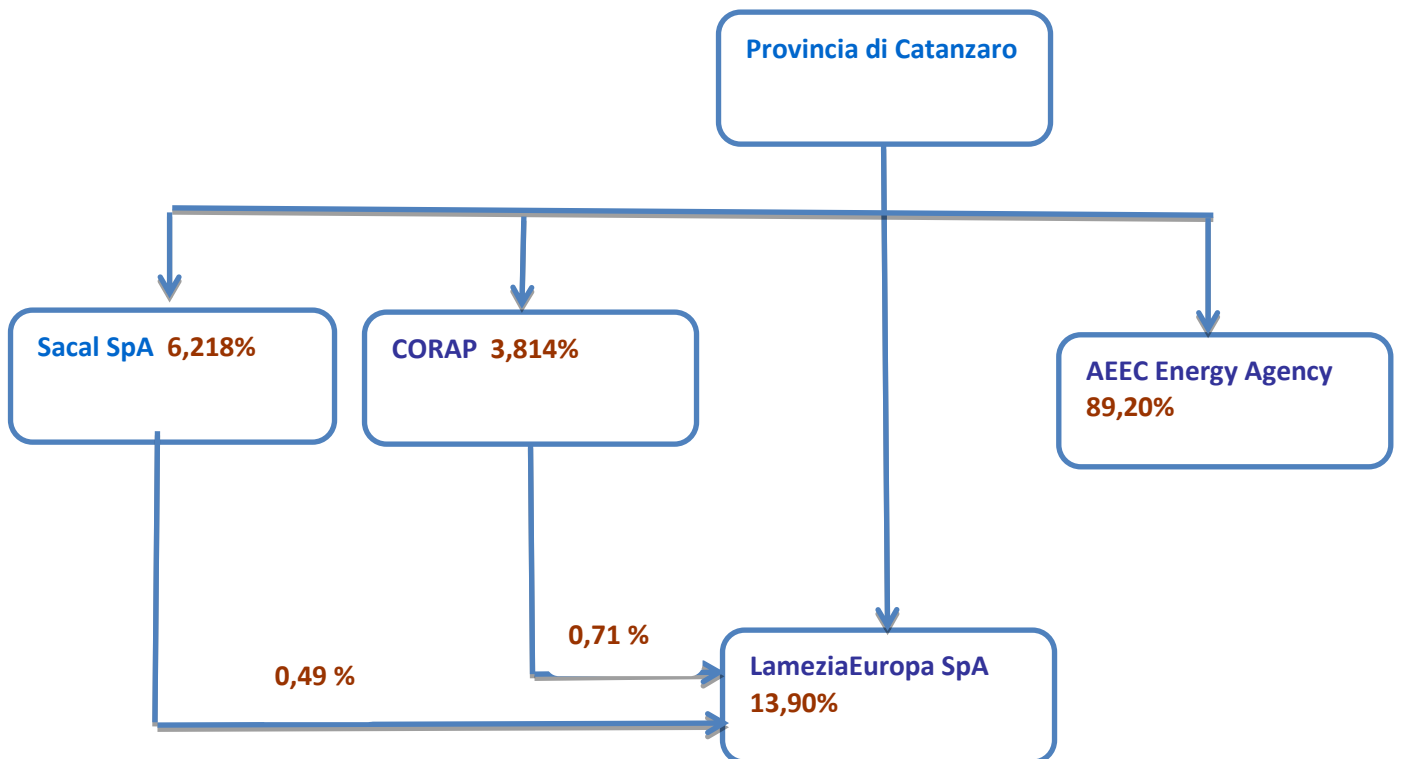 Provincia di Catanzaro
Sacal SpA 6,218%
CORAP 3,814%
AEEC Energy Agency
89,20%
0,71 %
0,49 %
LameziaEuropa SpA
13,90%